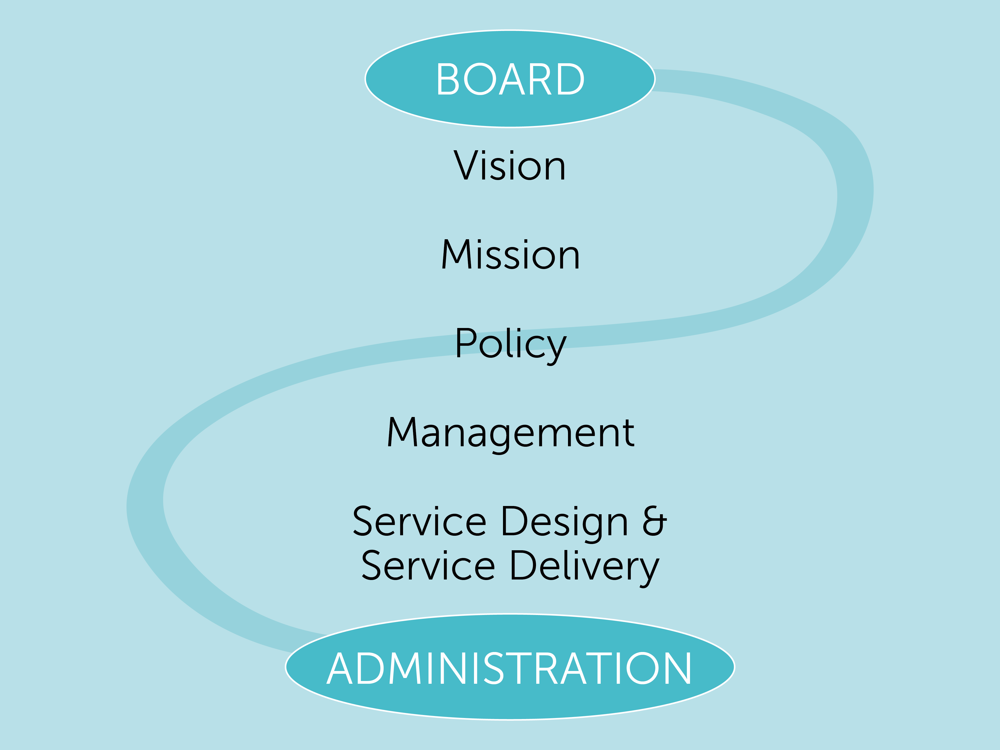 BOARD
Vision
Mission
Policy
Management
Service Design &
Service Delivery
ADMINISTRATION